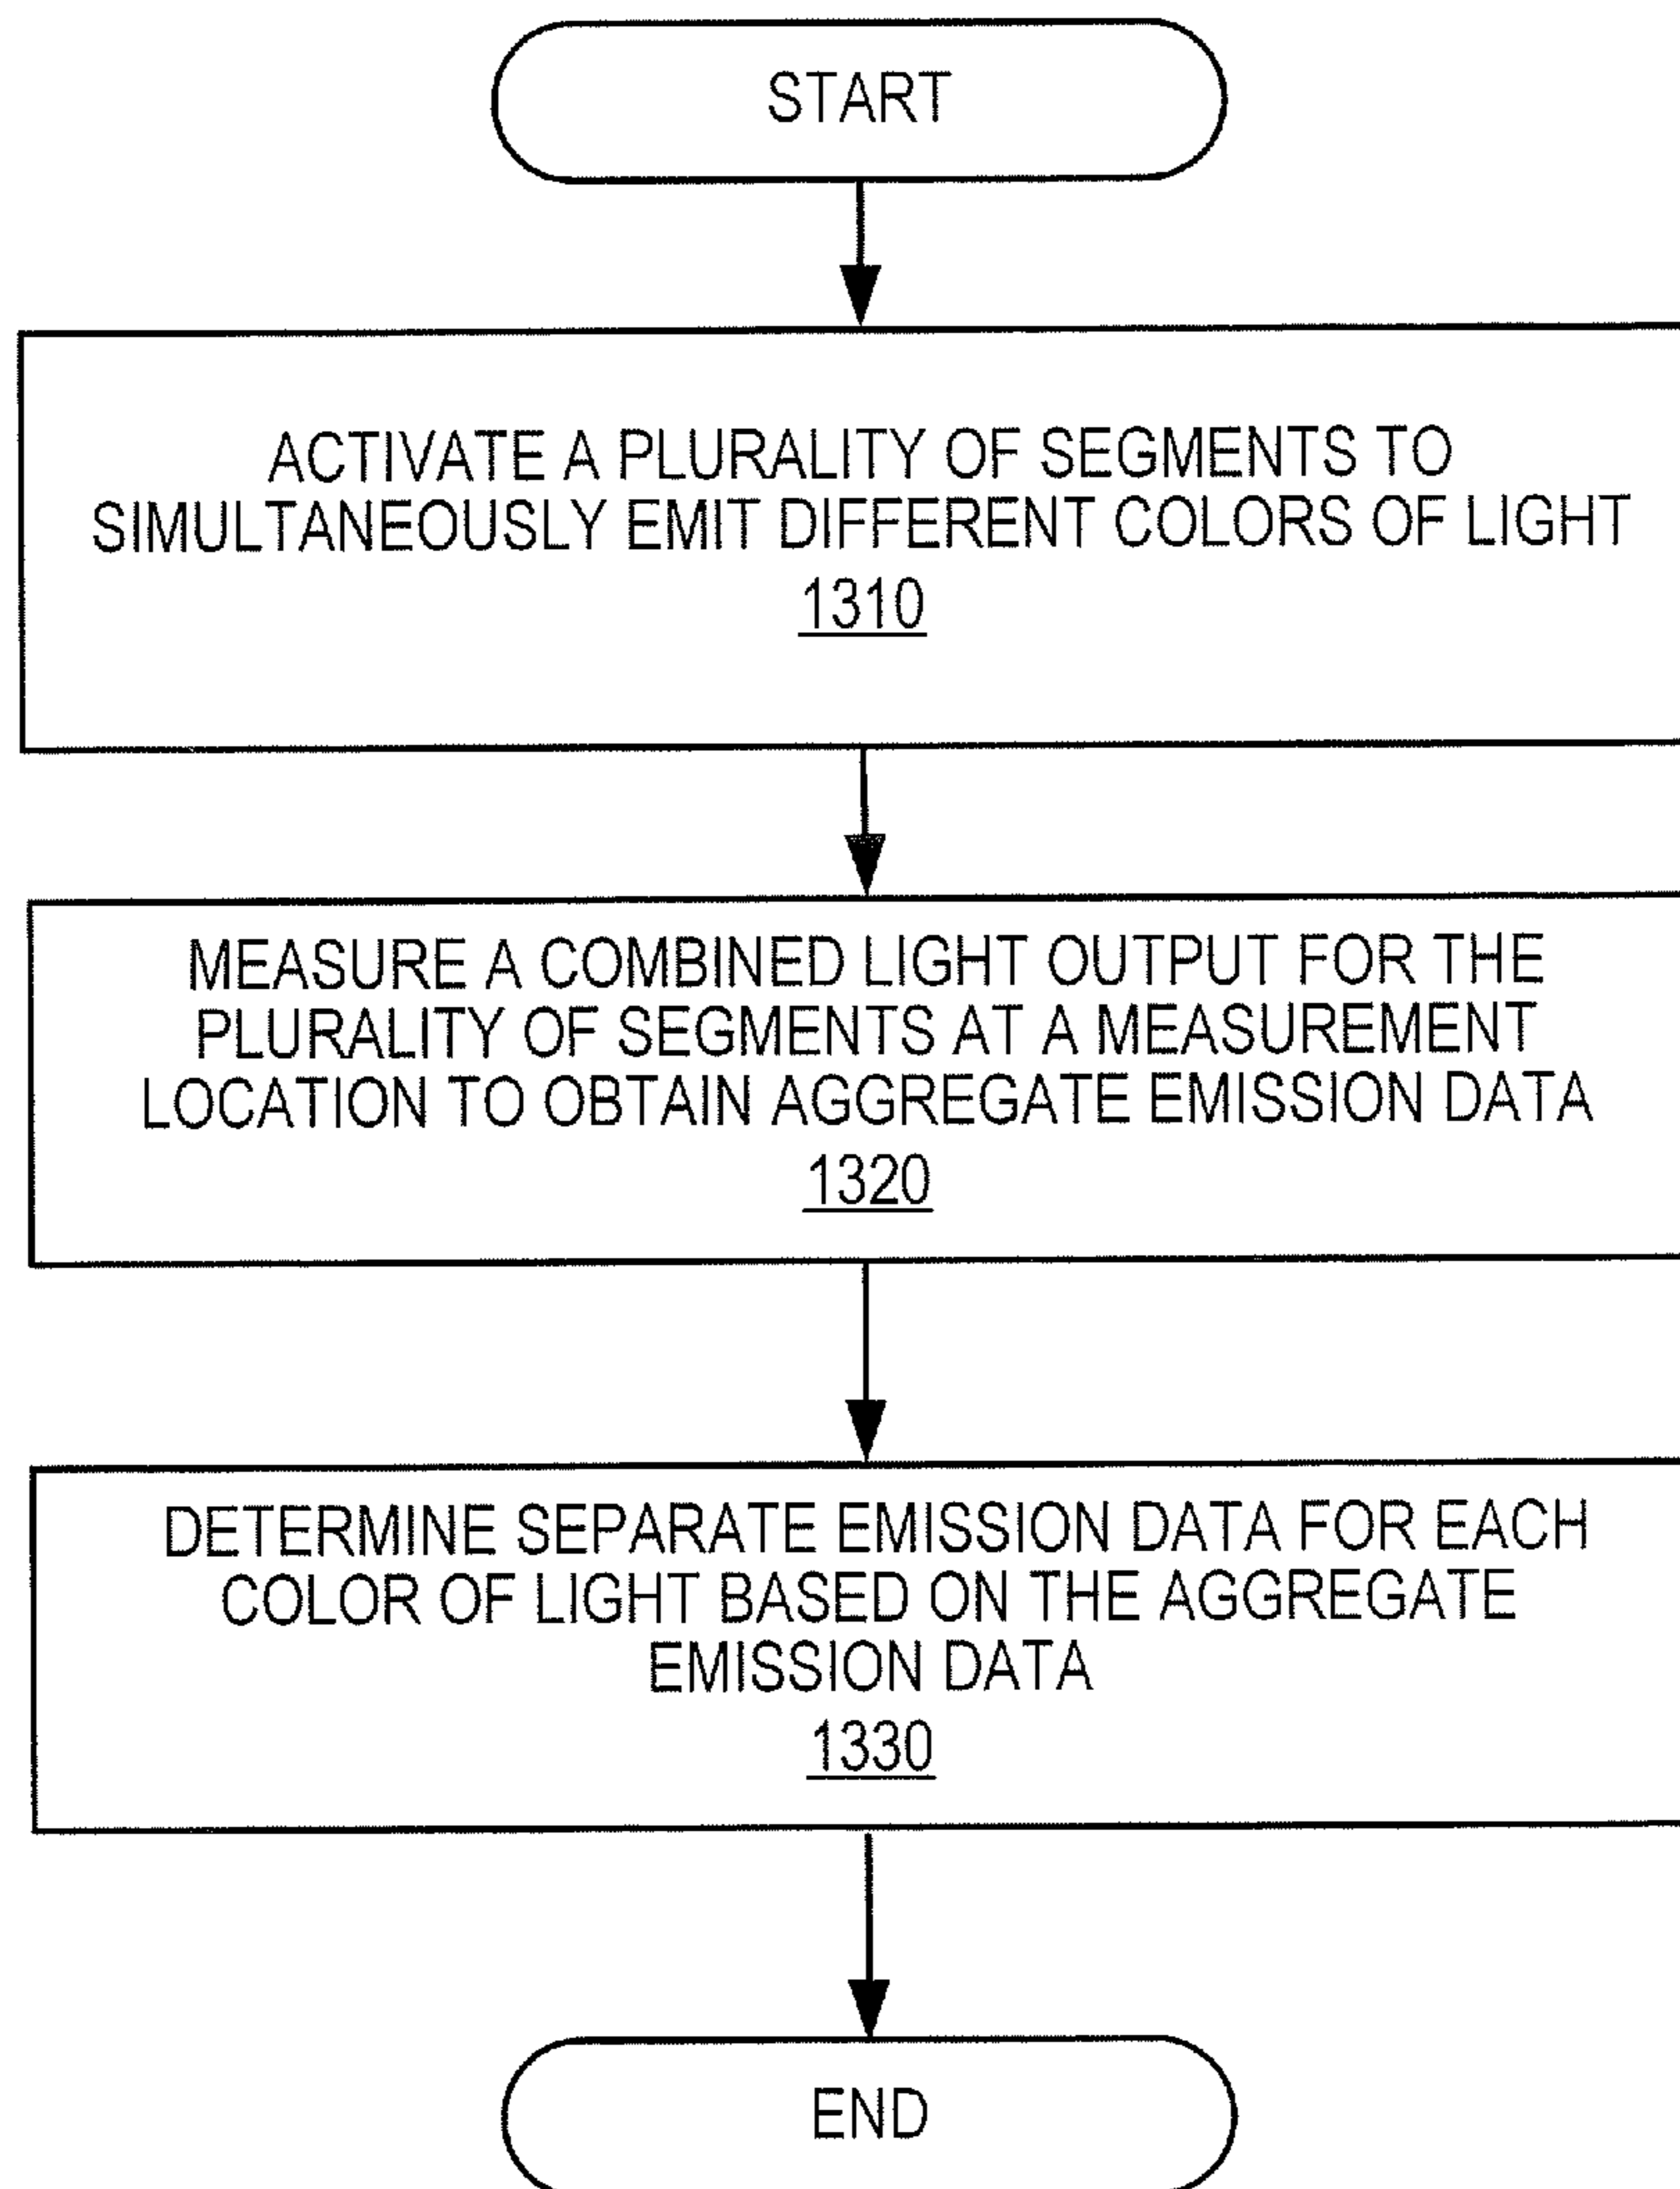 START
ACTIVATE A PLURALITY OF SEGMENTS TO
SIMULTANEOUSLY EMIT DIFFERENT COLORS OF LIGHT
1310
MEASURE A COMBINED LIGHT OUTPUT FOR THE
PLURALITY OF SEGMENTS AT A MEASUREMENT
LOCATION TO OBTAIN AGGREGATE EMISSION DATA
1320
DETERMINE SEPARATE EMISSION DATA FOR EACH
COLOR OF LIGHT BASED ON THE AGGREGATE
EMISSION DATA
1330
END